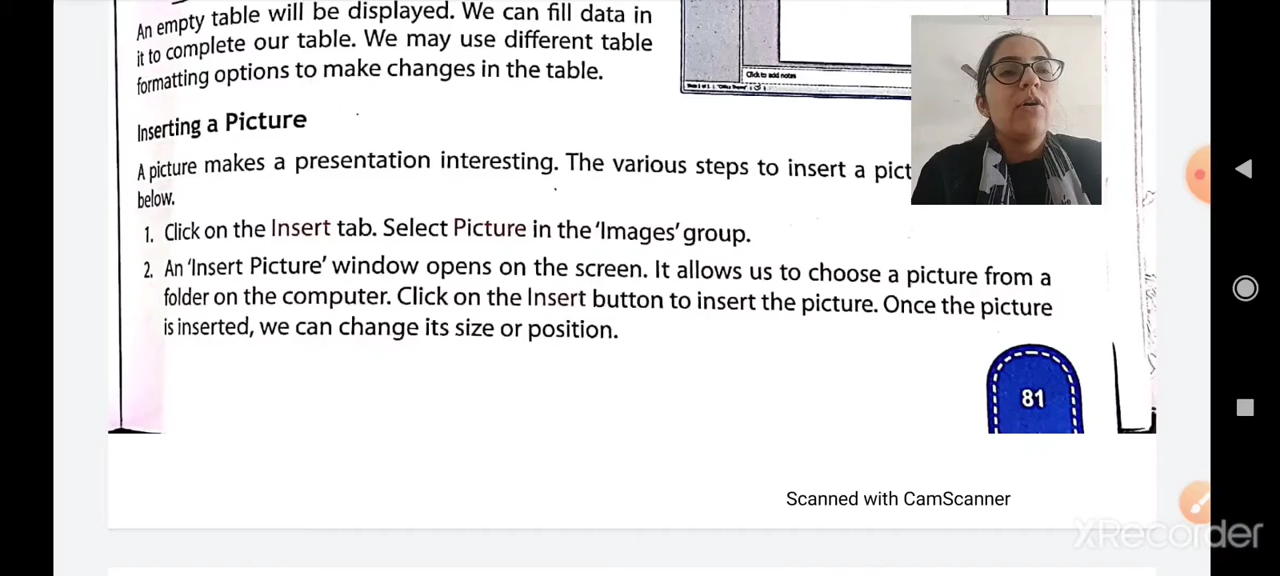 An empty table will be displayed. We can fill data in
it to complete our table. We may use different table
formatting options to make changes in the table.
Click to add notes
Inserting a Picture
A picture makes a presentation interesting. The various steps to insert a pict
below.
1. Click on the Insert tab. Select Picture in the 'Images' group.
2. An 'Insert Picture' window opens on the screen. It allows us to choose a picture from a
folder on the computer. Click on the Insert button to insert the picture. Once the picture
is inserted, we can change its size or position.
81
Scanned with CamScanner
XRecorder